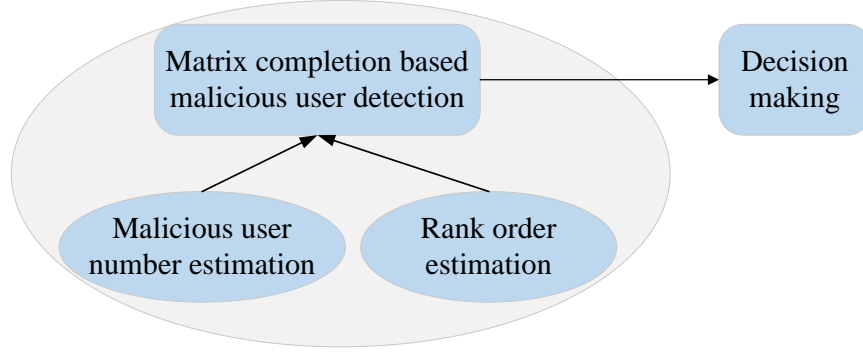 Matrix completion based
malicious user detection
Decision
making
Malicious user
number estimation
Rank order
estimation